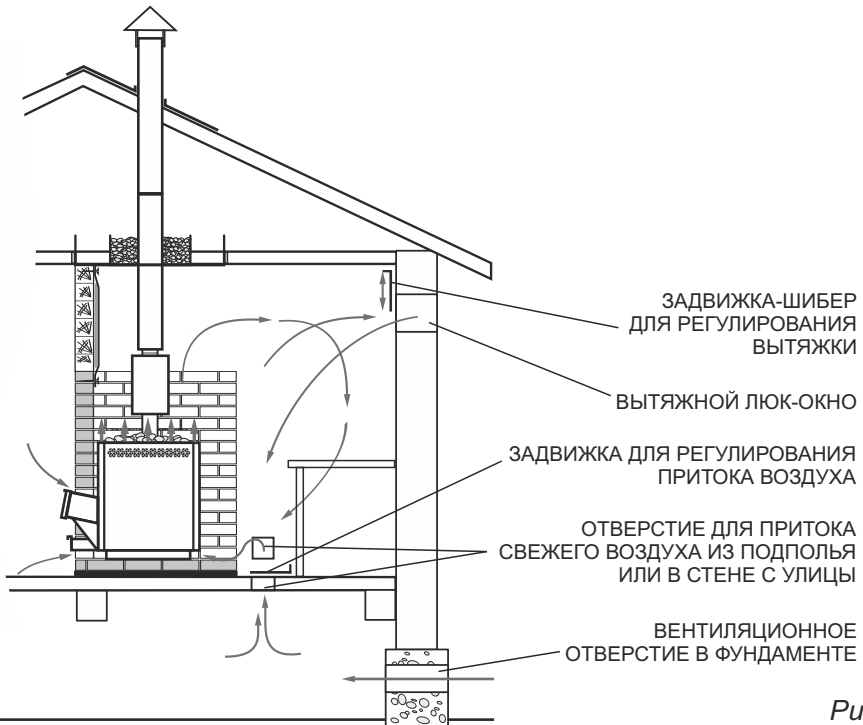 ЗАДВИЖКА-ШИБЕР
ДЛЯ РЕГУЛИРОВАНИЯ
ВЫТЯЖКИ
ВЫТЯЖНОЙ ЛЮК-ОКНО
ЗАДВИЖКА ДЛЯ РЕГУЛИРОВАНИЯ
ПРИТОКА ВОЗДУХА
ОТВЕРСТИЕ ДЛЯ ПРИТОКА
СВЕЖЕГО ВОЗДУХА ИЗ ПОДПОЛЬЯ
ИЛИ В СТЕНЕ С УЛИЦЫ
ВЕНТИЛЯЦИОННОЕ
ОТВЕРСТИЕ В ФУНДАМЕНТЕ
Ри